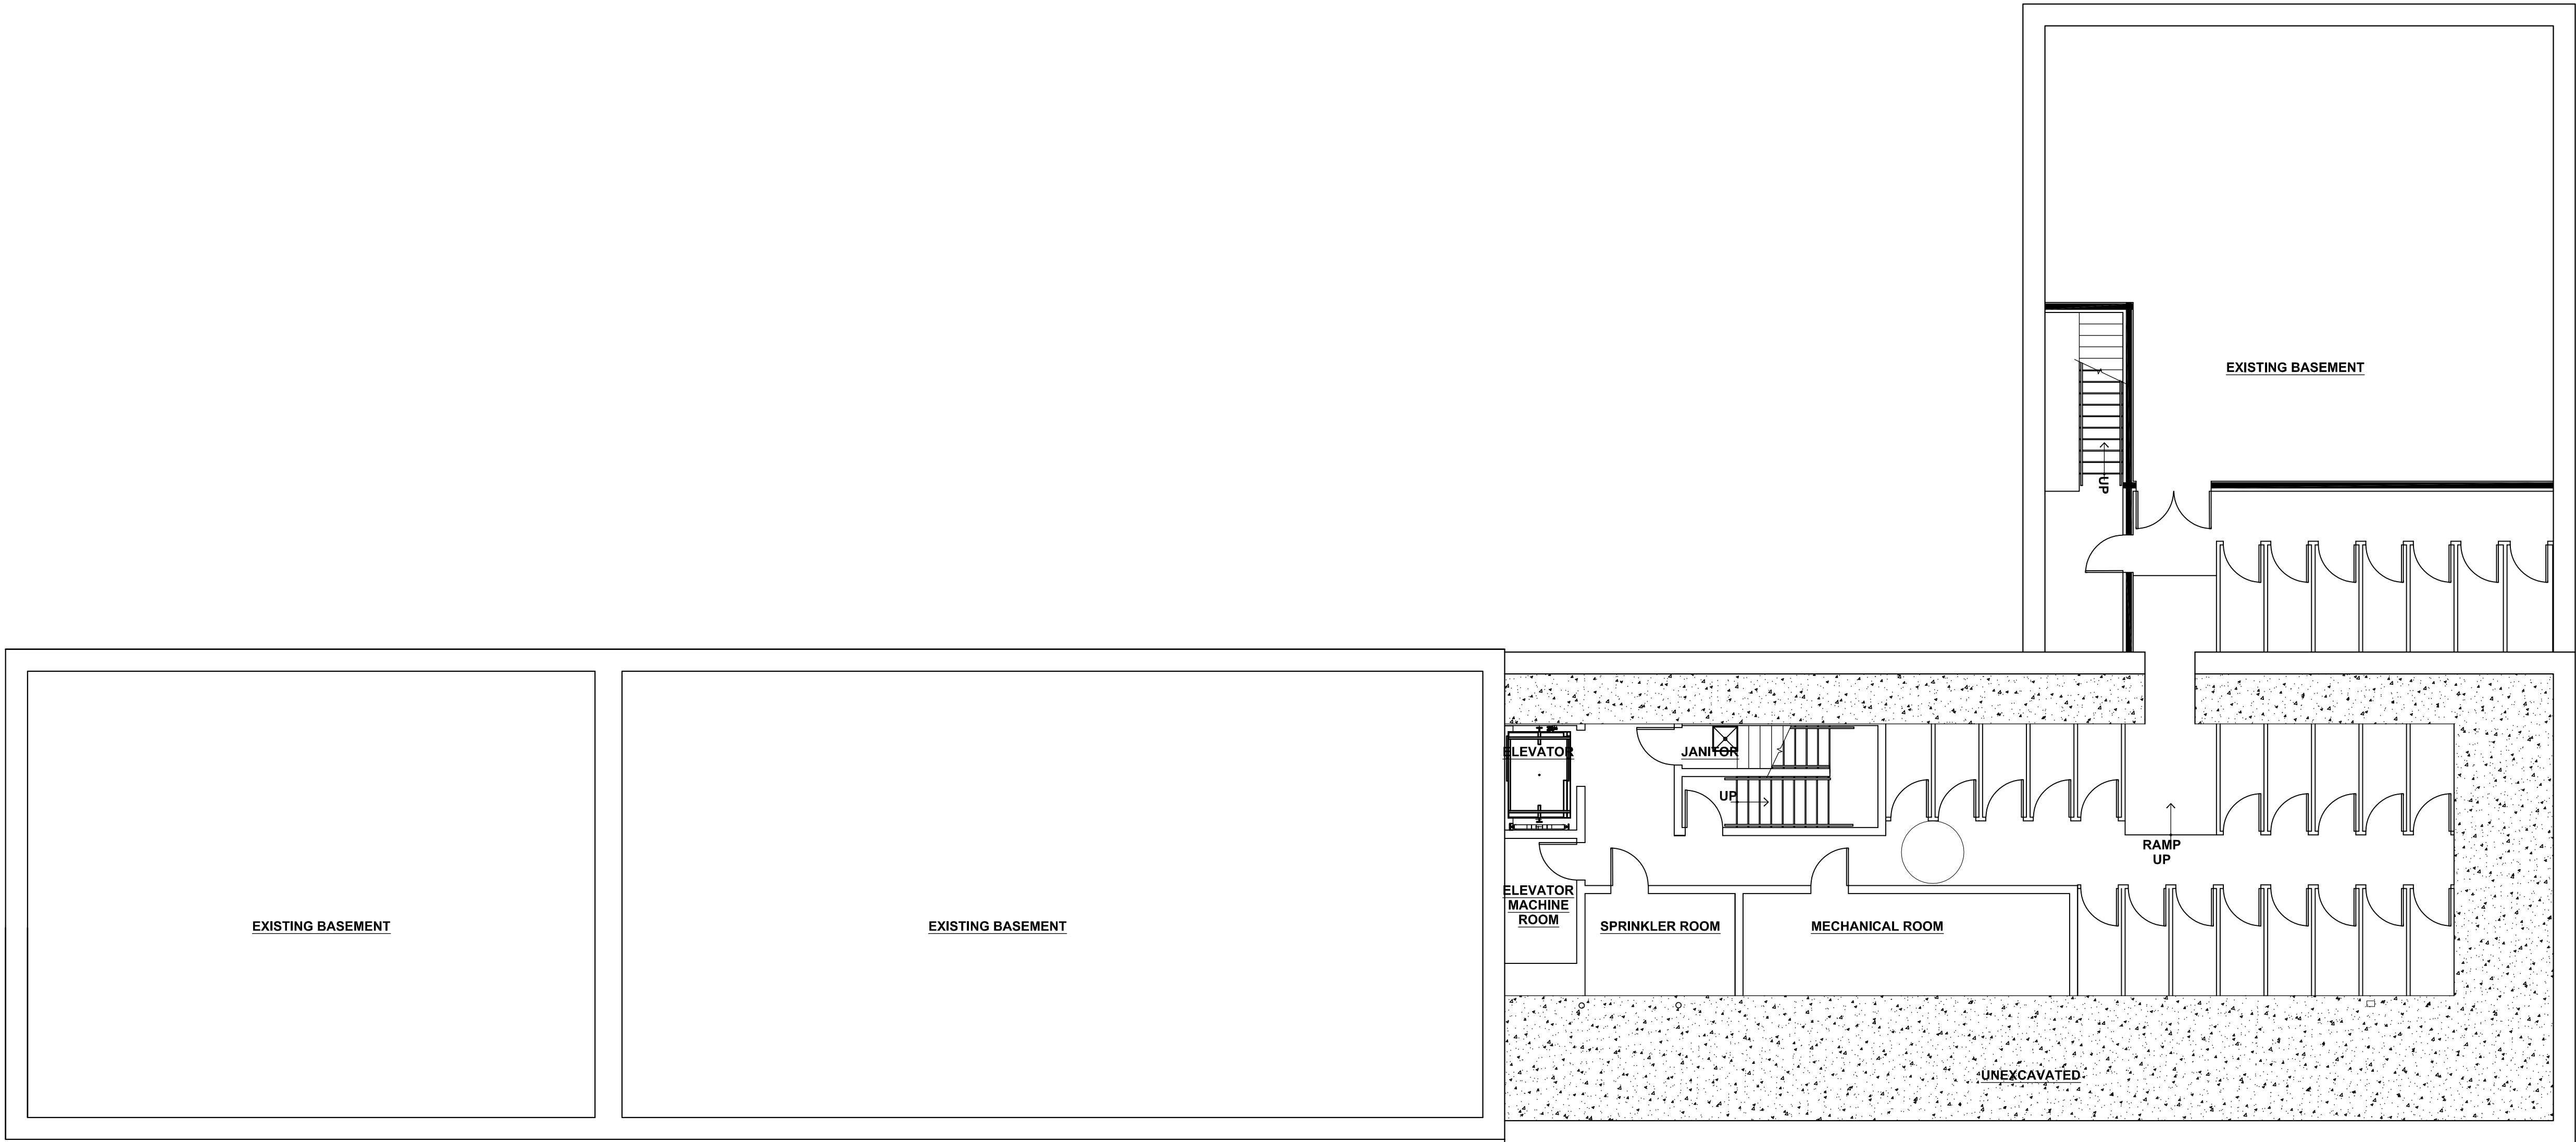 EXISTING BASEMENT
UP
ELEVATOR
JANITOR
UP
RAMP
UP
ELEVATOR
MACHINE
ROOM
EXISTING BASEMENT
EXISTING BASEMENT
SPRINKLER ROOM
MECHANICAL ROOM
UNEXCAVATED